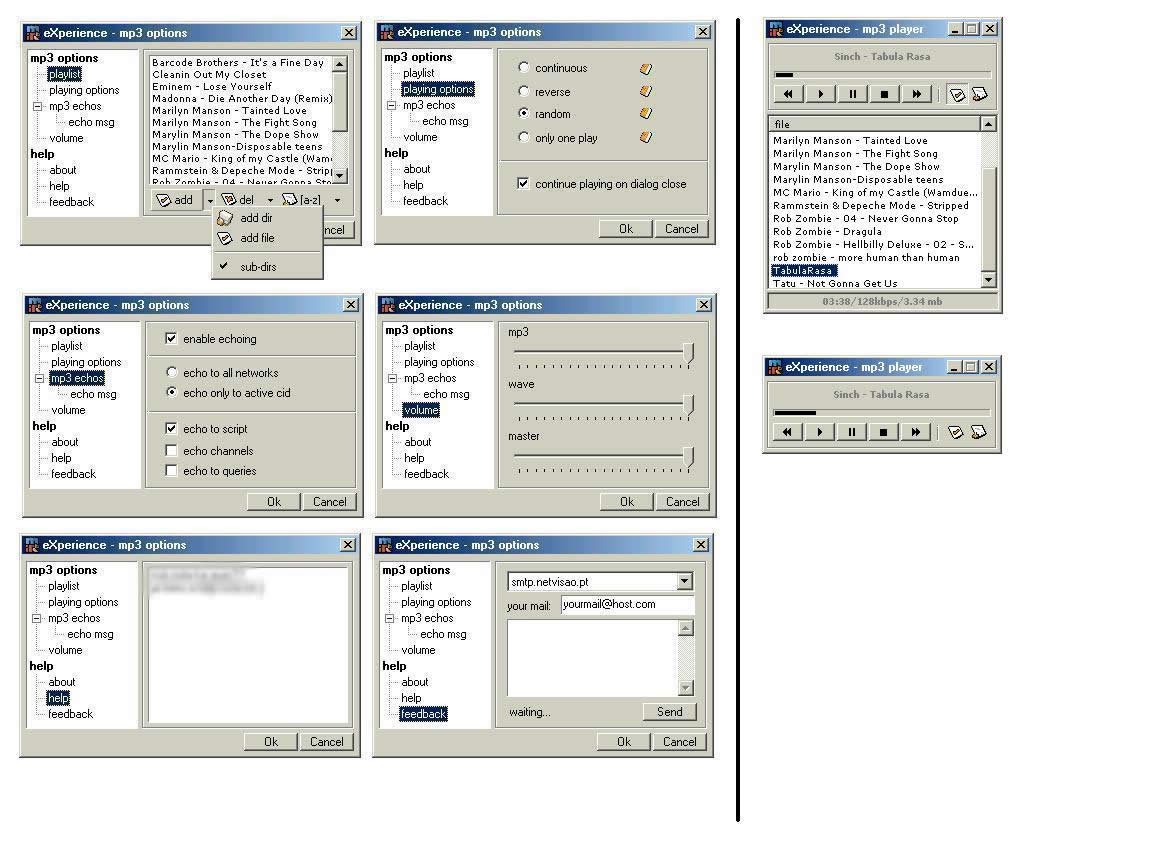 eXperience - mp3 options
mp3 options
playlist
playing options
mp3 echos
echo msg
volume
help
about
help
feedback
Barcode Brothers - It's a Fine Day
Cleanin Out My Closet
Eminem - Lose Yourself
Madonna - Die Another Day (Remix)
Marilyn Manson - Tainted Love
Marilyn Manson - The Fight Song
Marylin Manson - The Dope Show
Marylin Manson-Disposable teens
MC Mario - King of my Castle (Wam
Rammstein & Depeche Mode - Strip
Rob Zombie - 04 - Never Gonna Sto
add
del
[a-z]
add dir
add file
sub-dirs
ncel
eXperience - mp3 options
mp3 options
playlist
playing options
mp3 echos
echo msg
volume
help
about
help
feedback
continuous
reverse
random
only one play
continue playing on dialog close
Ok Cancel
eXperience - mp3 player
Sinch - Tabula Rasa
file
Marilyn Manson - Tainted Love
Marilyn Manson - The Fight Song
Marylin Manson - The Dope Show
Marylin Manson-Disposable teens
MC Mario - King of my Castle (Wamdue...
Rammstein & Depeche Mode - Stripped
Rob Zombie - 04 - Never Gonna Stop
Rob Zombie - Dragula
Rob Zombie - Hellbilly Deluxe - 02 - S...
rob zombie - more human than human
TabulaRasa
Tatu - Not Gonna Get Us
03:38/128kbps/3.34 mb
eXperience - mp3 options
mp3 options
playlist
playing options
mp3 echos
echo msg
volume
help
about
help
feedback
enable echoing
echo to all networks
echo only to active cid
echo to script
echo channels
echo to queries
Ok Cancel
eXperience - mp3 options
mp3 options
playlist
playing options
mp3 echos
echo msg
volume
help
about
help
feedback
mp3
wave
master
Ok Cancel
eXperience - mp3 player
Sinch - Tabula Rasa
eXperience - mp3 options
mp3 options
playlist
playing options
mp3 echos
echo msg
volume
help
about
help
feedback
Ok Cancel
eXperience - mp3 options
mp3 options
playlist
playing options
mp3 echos
echo msg
volume
help
about
help
feedback
smtp.netvisao.pt
your mail: yourmail@host.com
waiting...
Send
Ok Cancel